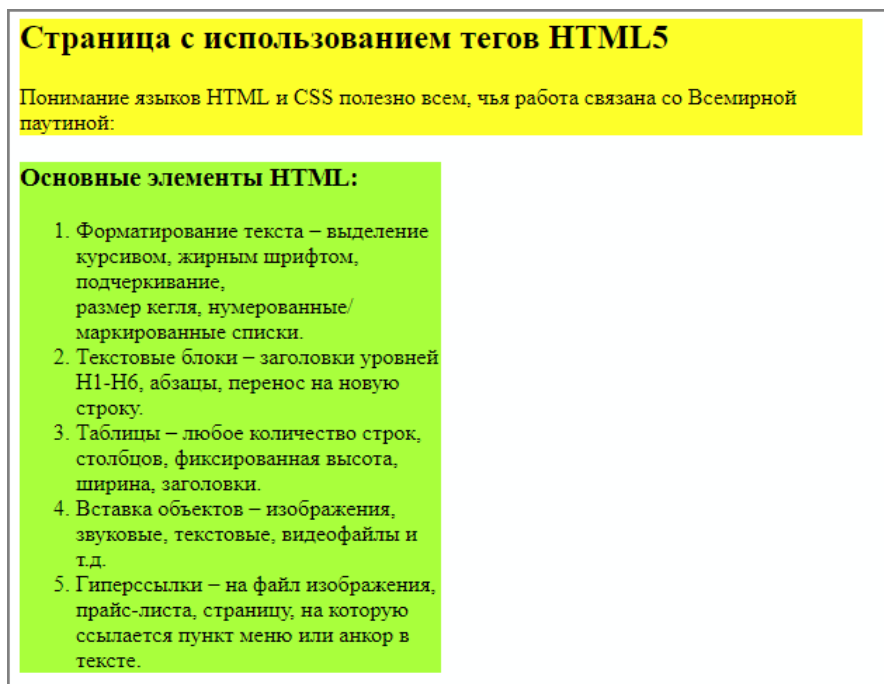 Страница с использованием тегов HTML5
Понимание языков HTML и CSS полезно всем, чья работа связана со Всемирной
паутиной:
Основные элементы HTML:
1. Форматирование текста – выделение
курсивом, жирным шрифтом,
подчеркивание,
размер кегля, нумерованные/
маркированные списки.
2. Текстовые блоки – заголовки уровней
H1-H6, абзацы, перенос на новую
строку.
3. Таблицы – любое количество строк,
столбцов, фиксированная высота,
ширина, заголовки.
4. Вставка объектов – изображения,
звуковые, текстовые, видеофайлы и
т.д.
5. Гиперссылки – на файл изображения,
прайс-листа, страницу, на которую
ссылается пункт меню или анкор в
тексте.